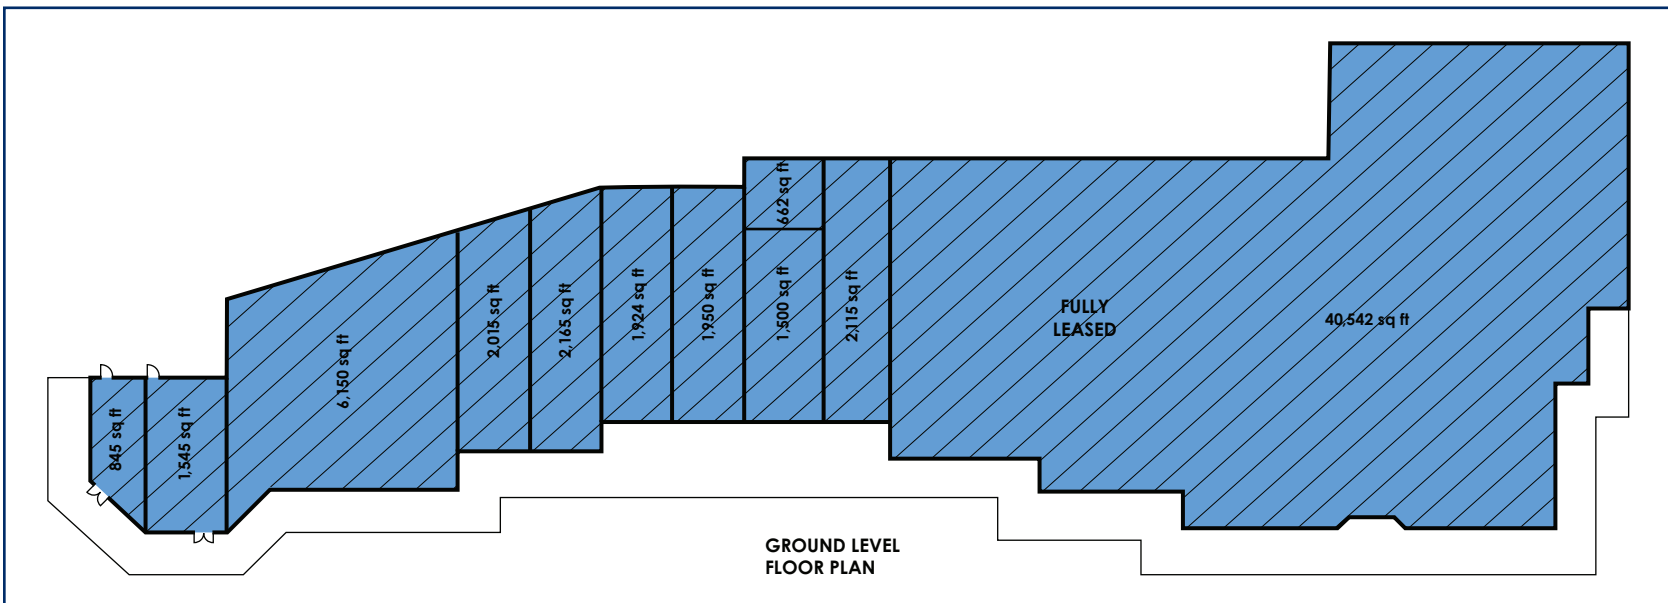 845 sq ft
1,545 sq ft
6,150 sq ft
2,015 sq ft
2,165 sq ft
1,924 sq ft
1,950 sq ft
662 sq ft
1,500 sq ft
2,115 sq ft
FULLY
LEASED
40,542 sq ft
GROUND LEVEL
FLOOR PLAN